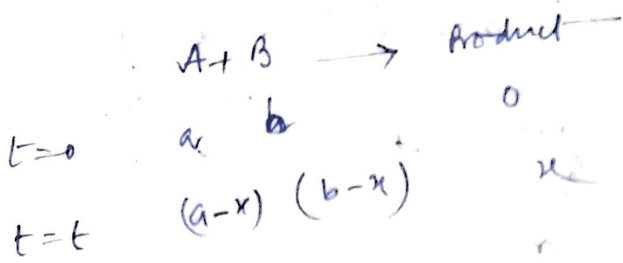 A + B → Product
t=0 a b 0
t=t (a-x) (b-x) x